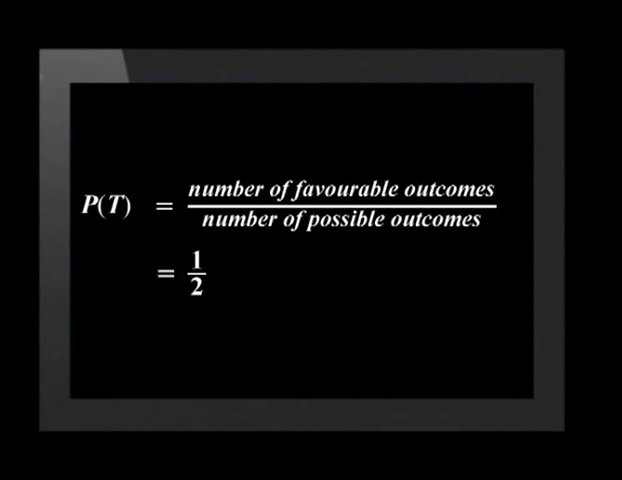 P(T) = number of favourable outcomes / number of possible outcomes
= 1/2